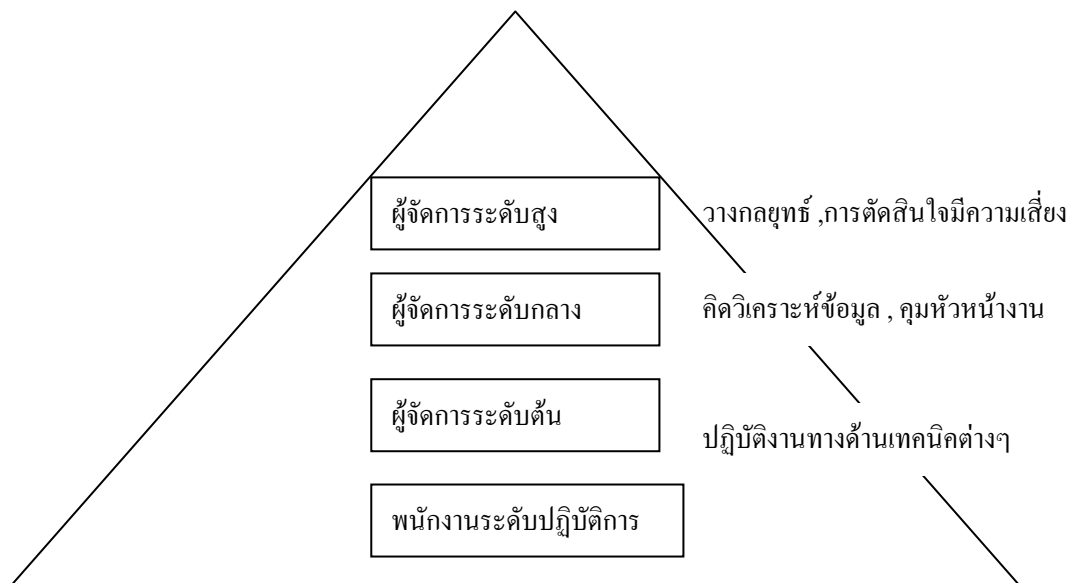 ผู้จัดการระดับสูง วางกลยุทธ์ ,การตัดสินใจมีความเสี่ยง
ผู้จัดการระดับกลาง คิดวิเคราะห์ข้อมูล , คุมหัวหน้างาน
ผู้จัดการระดับต้น
ปฏิบัติงานทางด้านเทคนิคต่างๆ
พนักงานระดับปฏิบัติการ